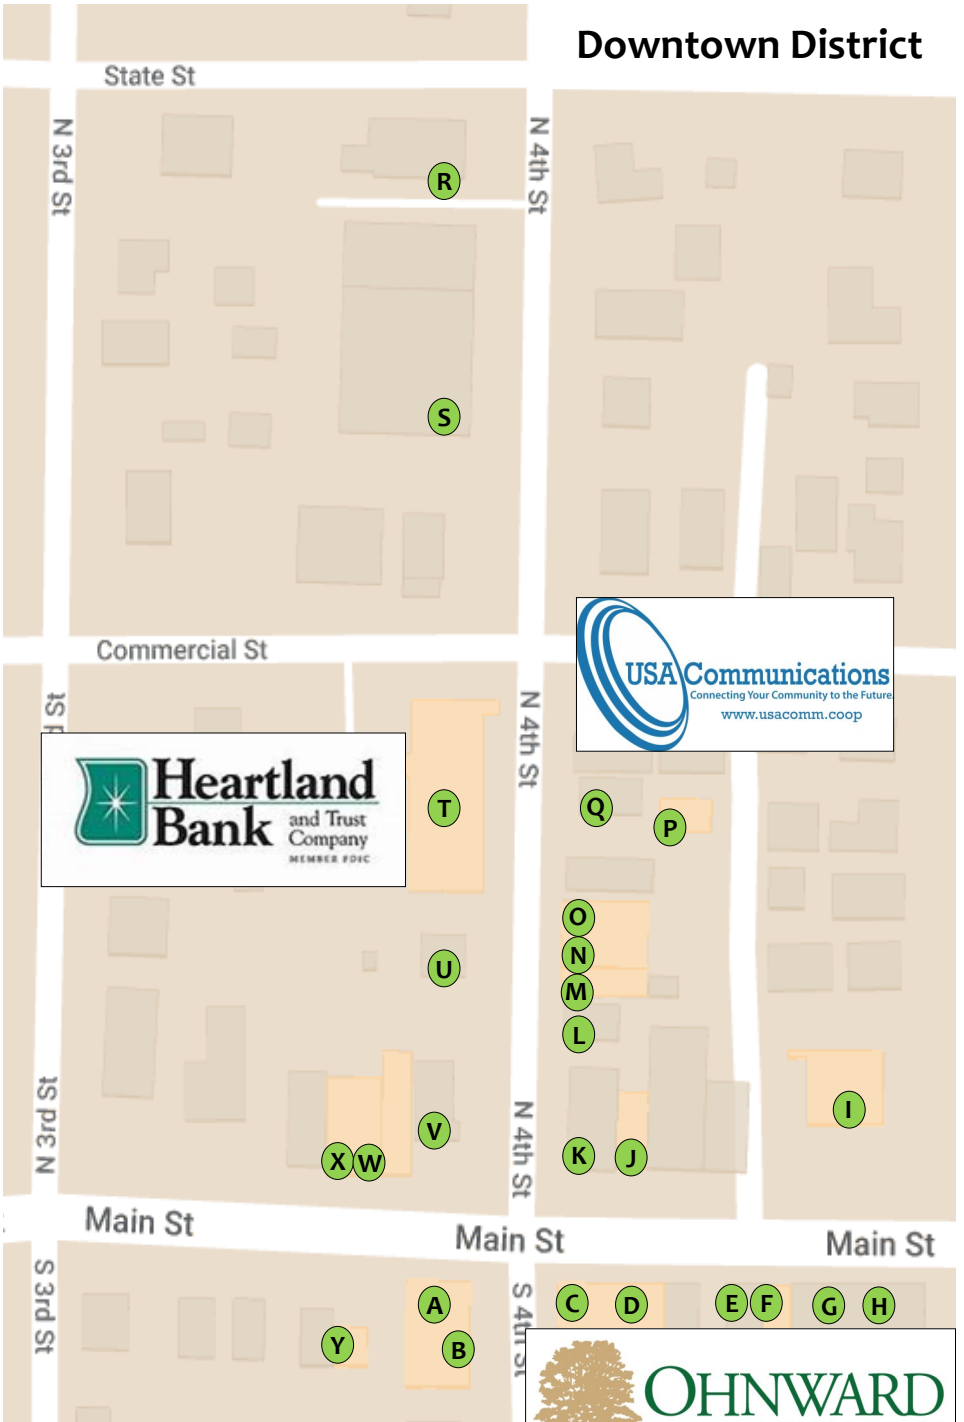 Downtown District
State St
N 3rd St
N 4th St
R
S
Commercial St
USA Communications
Connecting Your Community to the Future
www.usacomm.coop
d St
N 4th St
Heartland
Bank and Trust
Company
MEMBER FDIC
T
Q
P
O
N
M
L
U
I
N 3rd St
N 4th St
V
X
W
K
J
Main St
Main St
Main St
S 3rd St
S 4th St
A
B
C
D
E
F
G
H
Y
OHNWARD